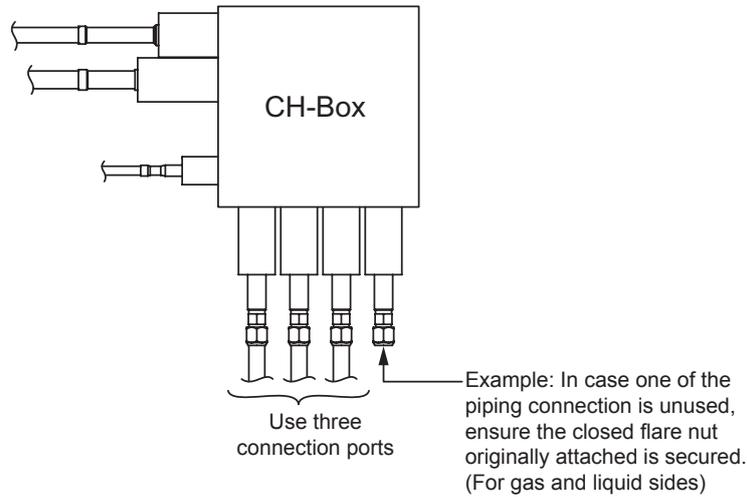 CH-Box
Example: In case one of the
piping connection is unused,
ensure the closed flare nut
originally attached is secured.
(For gas and liquid sides)
Use three
connection ports